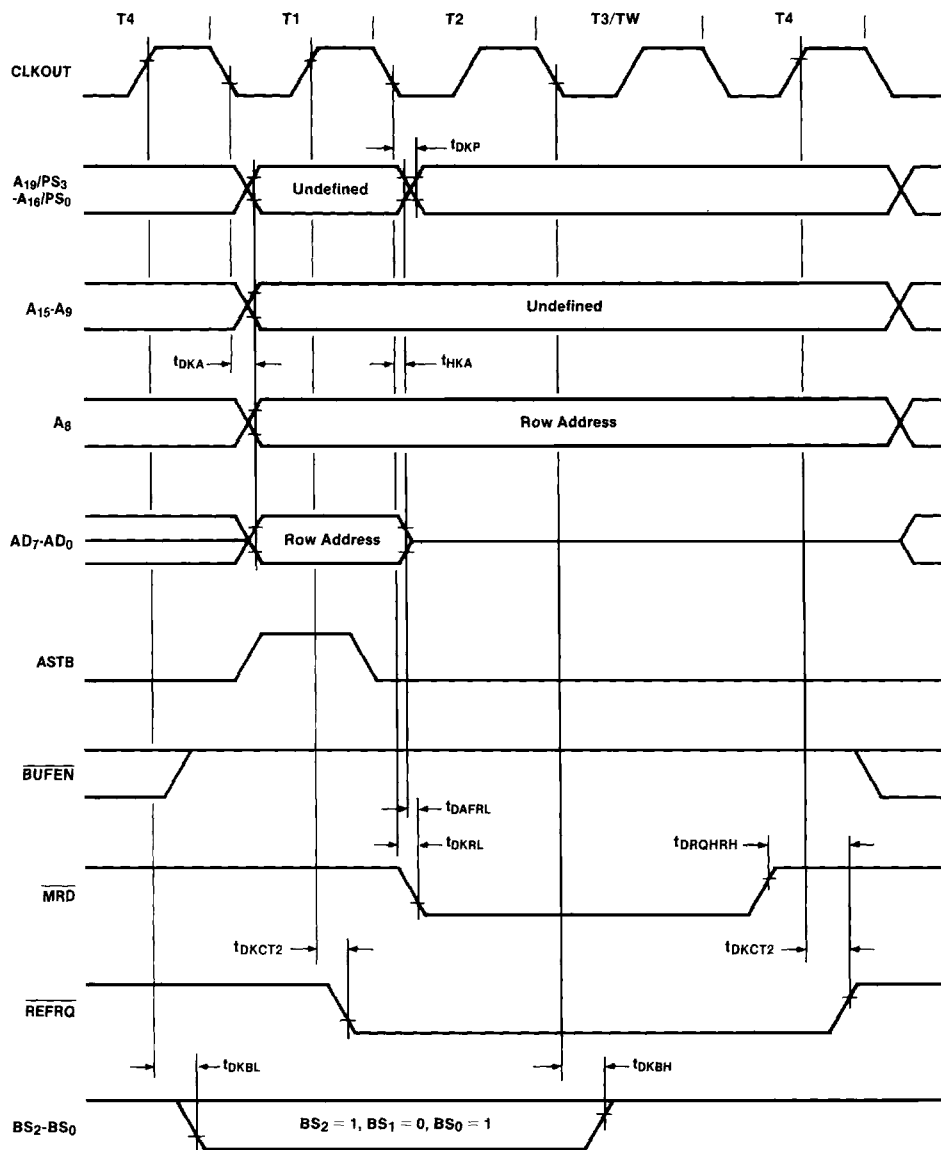 T4 T1 T2 T3/TW T4
CLKOUT
tDKP
A19/PS3
-A16/PS0
Undefined
A15-A9
Undefined
tDKA
tHKA
A8
Row Address
AD7-AD0
Row Address
ASTB
BUFEN
tDAFRL
tDKRL
tDRQHRH
MRD
tDKCT2
tDKCT2
REFRQ
tDKBL
tDKBH
BS2-BS0
BS2 = 1, BS1 = 0, BS0 = 1